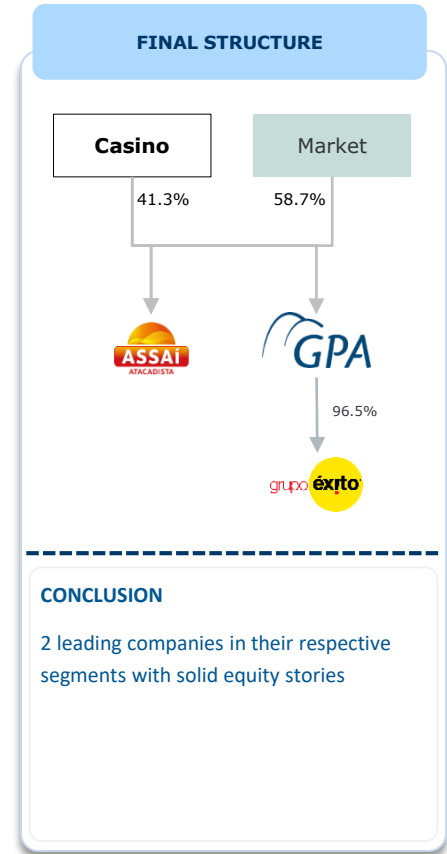 FINAL STRUCTURE
Casino
Market
41.3%
58.7%
ASSAÍ
ATACADISTA
GPA
96.5%
grupo éxito
CONCLUSION
2 leading companies in their respective
segments with solid equity stories